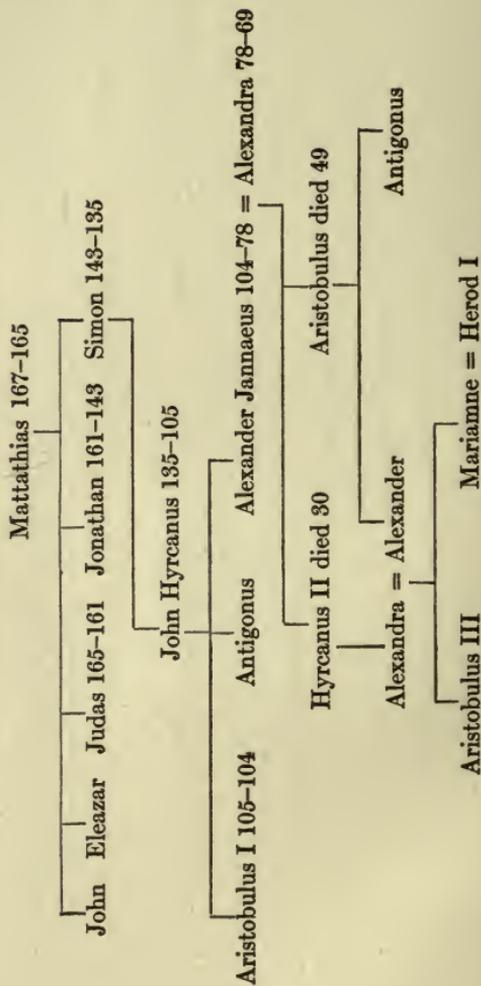 Mattathias 167–165
John Eleazar Judas 165–161 Jonathan 161–143 Simon 143–135
John Hyrcanus 135–105
Aristobulus I 105–104 Antigonus Alexander Jannaeus 104–78 = Alexandra 78–69
Hyrcanus II died 30 Aristobulus died 49
Alexandra = Alexander Antigonus
Aristobulus III Mariamne = Herod I